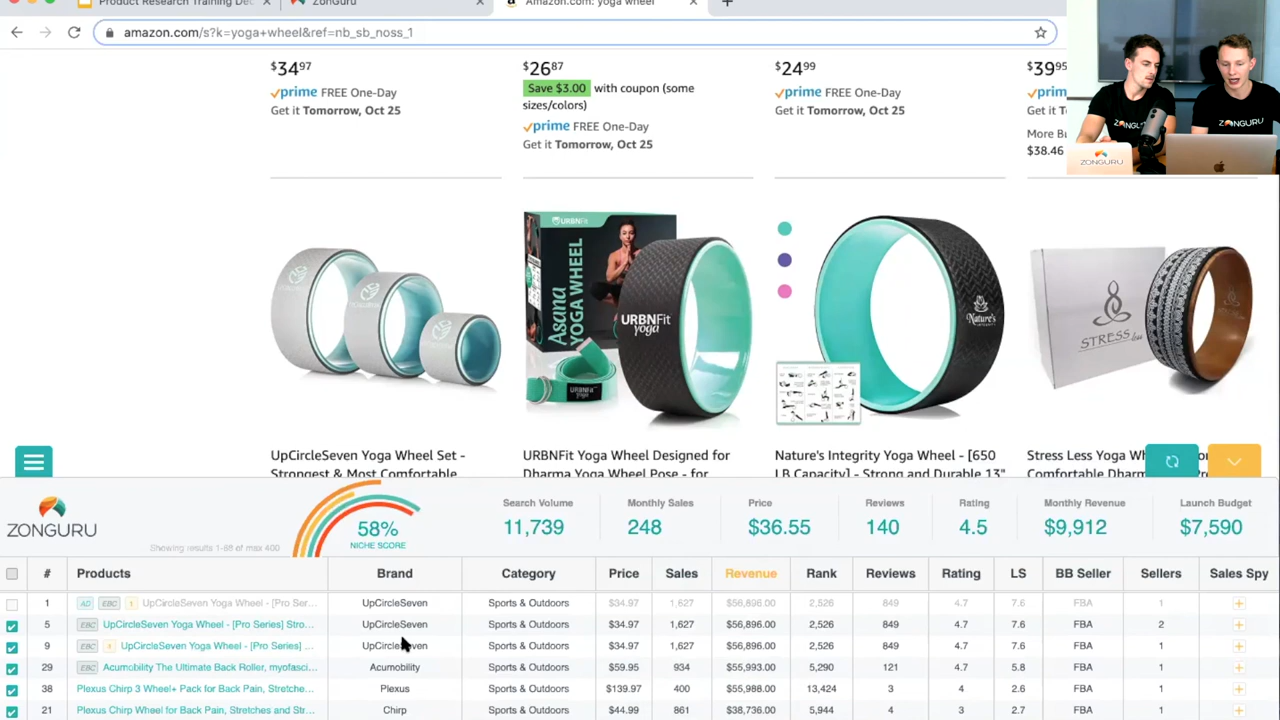 Product Research Training Dec
ZonGuru
Amazon.com: yoga wheel
amazon.com/s?k=yoga+wheel&ref=nb_sb_noss_1
$34.97
prime FREE One-Day
Get it Tomorrow, Oct 25
$26.87
Save $3.00 with coupon (some
sizes/colors)
prime FREE One-Day
Get it Tomorrow, Oct 25
$24.99
prime FREE One-Day
Get it Tomorrow, Oct 25
$39.95
prim
Get it
More Bu
$38.46
ZONGURU
ZONGURU
URBNFit
Asana
YOGA WHEEL
URBNFit
yoga
Nature's
STRESS less
UpCircleSeven Yoga Wheel Set -
Strongest & Most Comfortable
URBNFit Yoga Wheel Designed for
Dharma Yoga Wheel Pose - for
Nature's Integrity Yoga Wheel - [650
LB Capacity] - Strong and Durable 13"
Stress Less Yoga Wh
Comfortable Dharm
ZONGURU
Showing results 1-68 of max 400
58%
NICHE SCORE
Search Volume
11,739
Monthly Sales
248
Price
$36.55
Reviews
140
Rating
4.5
Monthly Revenue
$9,912
Launch Budget
$7,590
# Products Brand Category Price Sales Revenue Rank Reviews Rating LS BB Seller Sellers Sales Spy
1 AD EBC 1 UpCircleSeven Yoga Wheel - [Pro Ser... UpCircleSeven Sports & Outdoors $34.97 1,627 $56,896.00 2,526 849 4.7 7.6 FBA 1
5 EBC UpCircleSeven Yoga Wheel - [Pro Series] Stro... UpCircleSeven Sports & Outdoors $34.97 1,627 $56,896.00 2,526 849 4.7 7.6 FBA 2
9 EBC UpCircleSeven Yoga Wheel - [Pro Series] ... UpCircleSeven Sports & Outdoors $34.97 1,627 $56,896.00 2,526 849 4.7 7.6 FBA 1
29 EBC Acumobility The Ultimate Back Roller, myofasci... Acumobility Sports & Outdoors $59.95 934 $55,993.00 5,290 121 4.7 5.8 FBA 1
38 Plexus Chirp 3 Wheel+ Pack for Back Pain, Stretche... Plexus Sports & Outdoors $139.97 400 $55,988.00 13,424 3 4 2.6 FBA 1
21 Plexus Chirp Wheel for Back Pain, Stretches and Str... Chirp Sports & Outdoors $44.99 861 $38,736.00 5,944 4 3 2.7 FBA 1